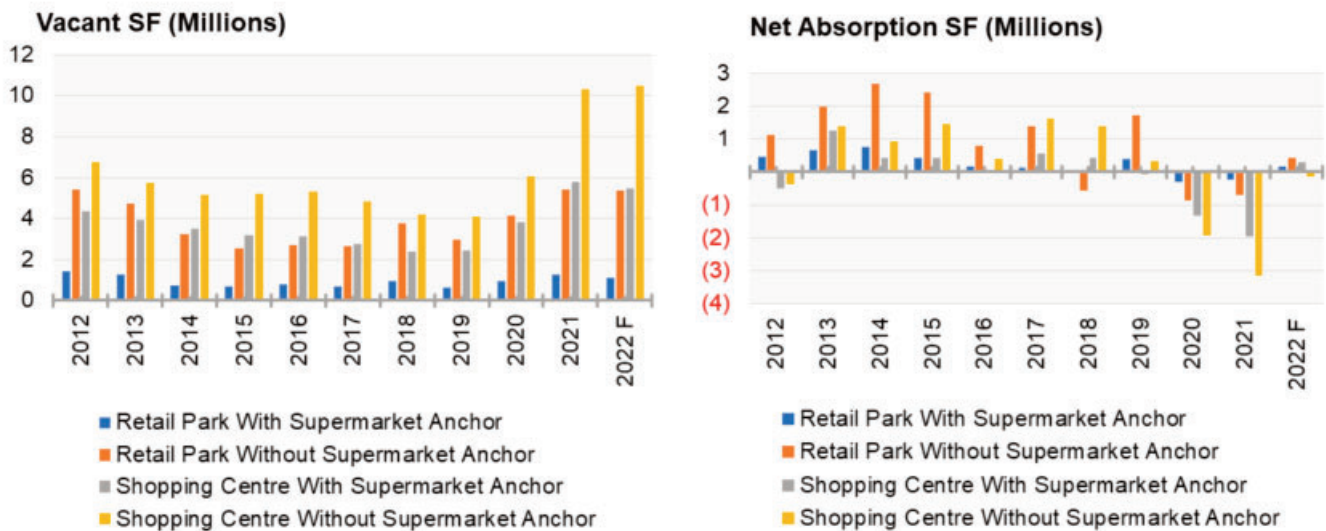 Vacant SF (Millions)
12
10
8
6
4
2
0
2012
2013
2014
2015
2016
2017
2018
2019
2020
2021
2022 F
Retail Park With Supermarket Anchor
Retail Park Without Supermarket Anchor
Shopping Centre With Supermarket Anchor
Shopping Centre Without Supermarket Anchor
Net Absorption SF (Millions)
3
2
1
(1)
(2)
(3)
(4)
2012
2013
2014
2015
2016
2017
2018
2019
2020
2021
2022 F
Retail Park With Supermarket Anchor
Retail Park Without Supermarket Anchor
Shopping Centre With Supermarket Anchor
Shopping Centre Without Supermarket Anchor